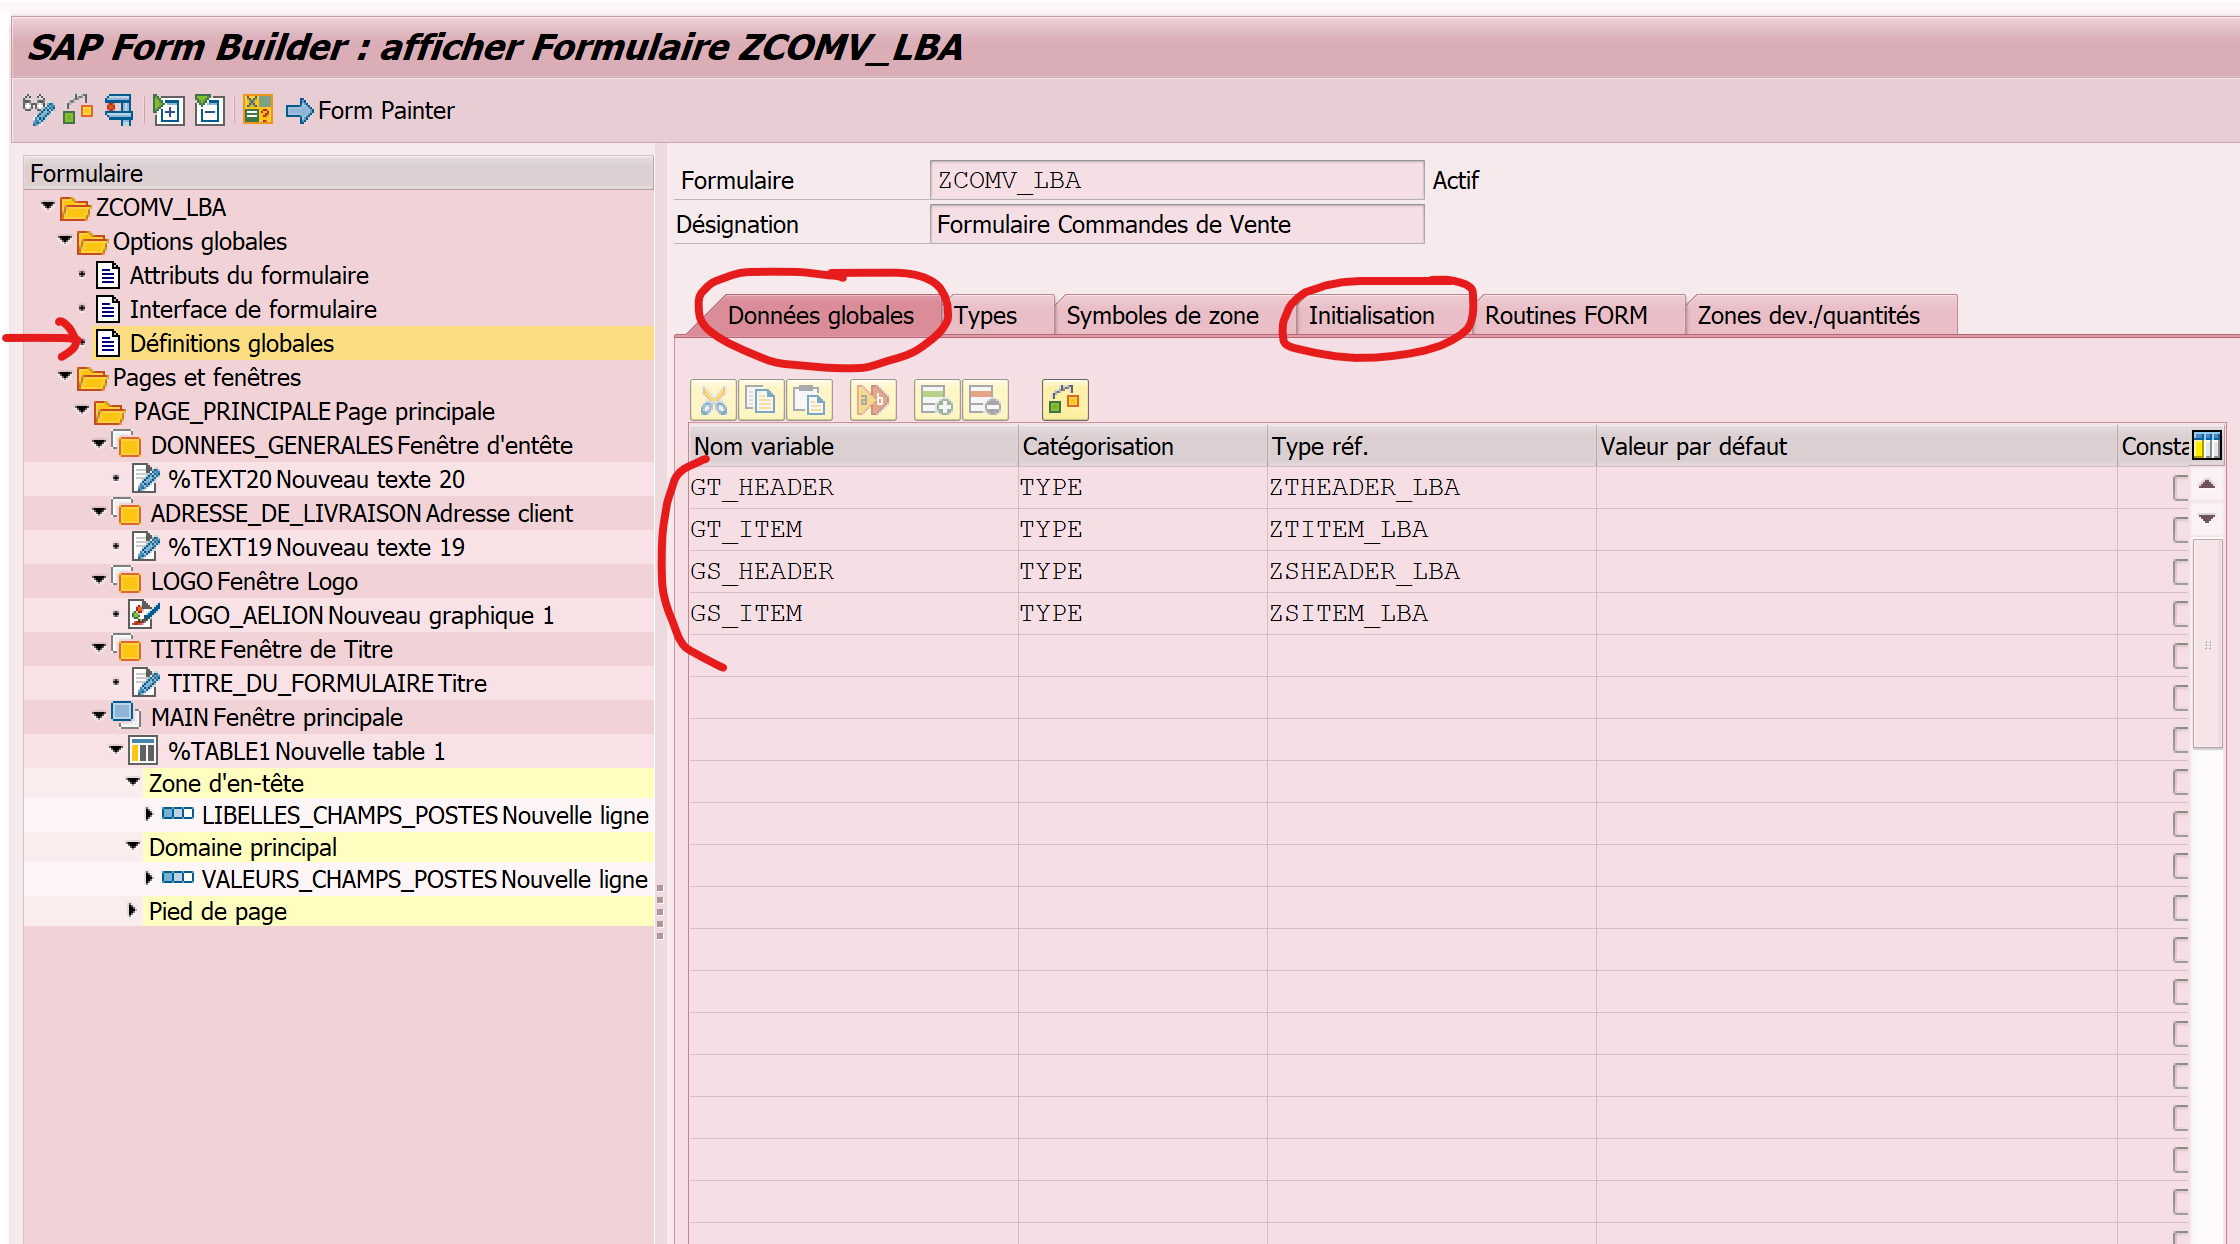 SAP Form Builder : afficher Formulaire ZCOMV_LBA
Form Painter
Formulaire
ZCOMV_LBA
Options globales
Attributs du formulaire
Interface de formulaire
Définitions globales
Pages et fenêtres
PAGE_PRINCIPALE Page principale
DONNEES_GENERALES Fenêtre d'entête
%TEXT20 Nouveau texte 20
ADRESSE_DE_LIVRAISON Adresse client
%TEXT19 Nouveau texte 19
LOGO Fenêtre Logo
LOGO_AELION Nouveau graphique 1
TITRE Fenêtre de Titre
TITRE_DU_FORMULAIRE Titre
MAIN Fenêtre principale
%TABLE1 Nouvelle table 1
Zone d'en-tête
LIBELLES_CHAMPS_POSTES Nouvelle ligne
Domaine principal
VALEURS_CHAMPS_POSTES Nouvelle ligne
Pied de page
Formulaire ZCOMV_LBA Actif
Désignation Formulaire Commandes de Vente
Données globales Types Symboles de zone Initialisation Routines FORM Zones dev./quantités
Nom variable Catégorisation Type réf. Valeur par défaut Consta
GT_HEADER TYPE ZTHEADER_LBA
GT_ITEM TYPE ZTITEM_LBA
GS_HEADER TYPE ZSHEADER_LBA
GS_ITEM TYPE ZSITEM_LBA